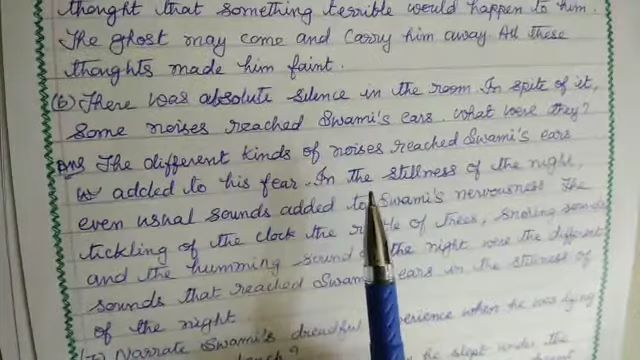 thought that something terrible would happen to him.
The ghost may come and carry him away. All these
thoughts made him faint.
(6) There was absolute silence in the room. In spite of it,
some noises reached Swami's ears. What were they?
Ans The different kinds of noises reached Swami's ears
added to his fear. In the stillness of the night,
even usual sounds added to Swami's nervousness. The
tickling of the clock the of trees, snoring sounds
and the humming sound the night were the different
sounds that reached Swami ears in the stillness of
of the night.
(7) Narrate Swami's dreadful experience when he was lying
he slept under the